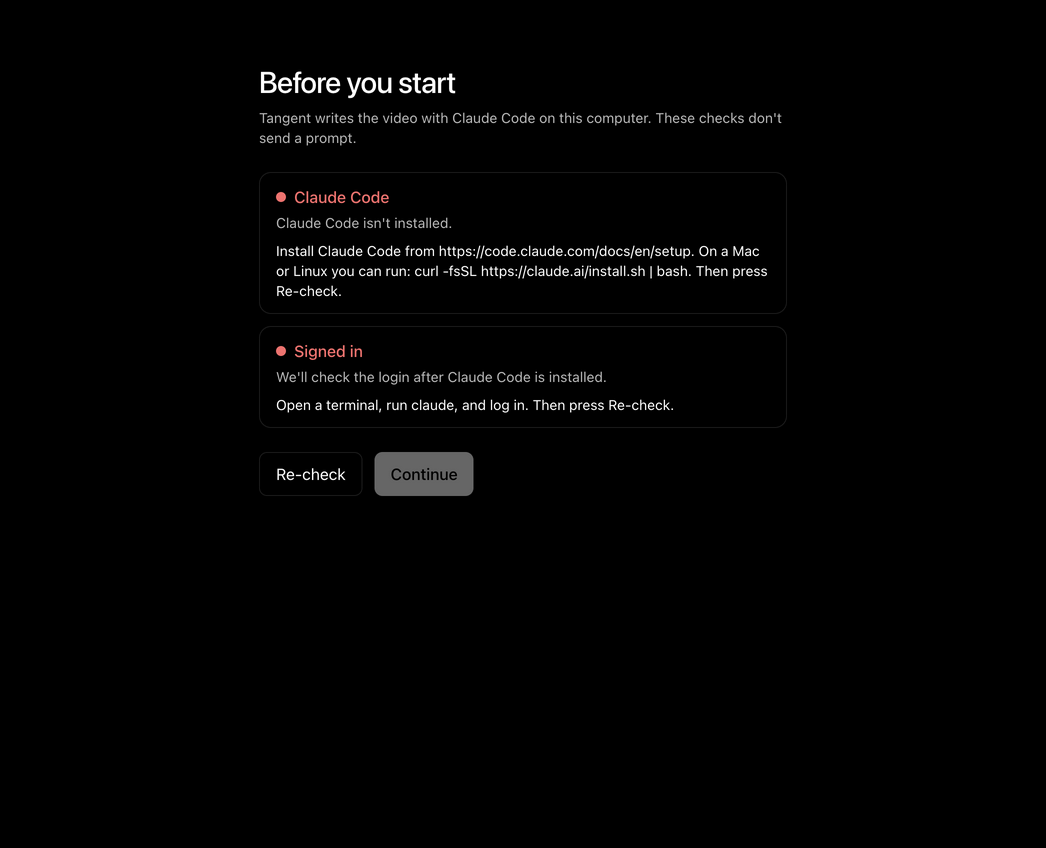 Before you start
Tangent writes the video with Claude Code on this computer. These checks don't
send a prompt.
Claude Code
Claude Code isn't installed.
Install Claude Code from https://code.claude.com/docs/en/setup. On a Mac
or Linux you can run: curl -fsSL https://claude.ai/install.sh | bash. Then press
Re-check.
Signed in
We'll check the login after Claude Code is installed.
Open a terminal, run claude, and log in. Then press Re-check.
Re-check
Continue